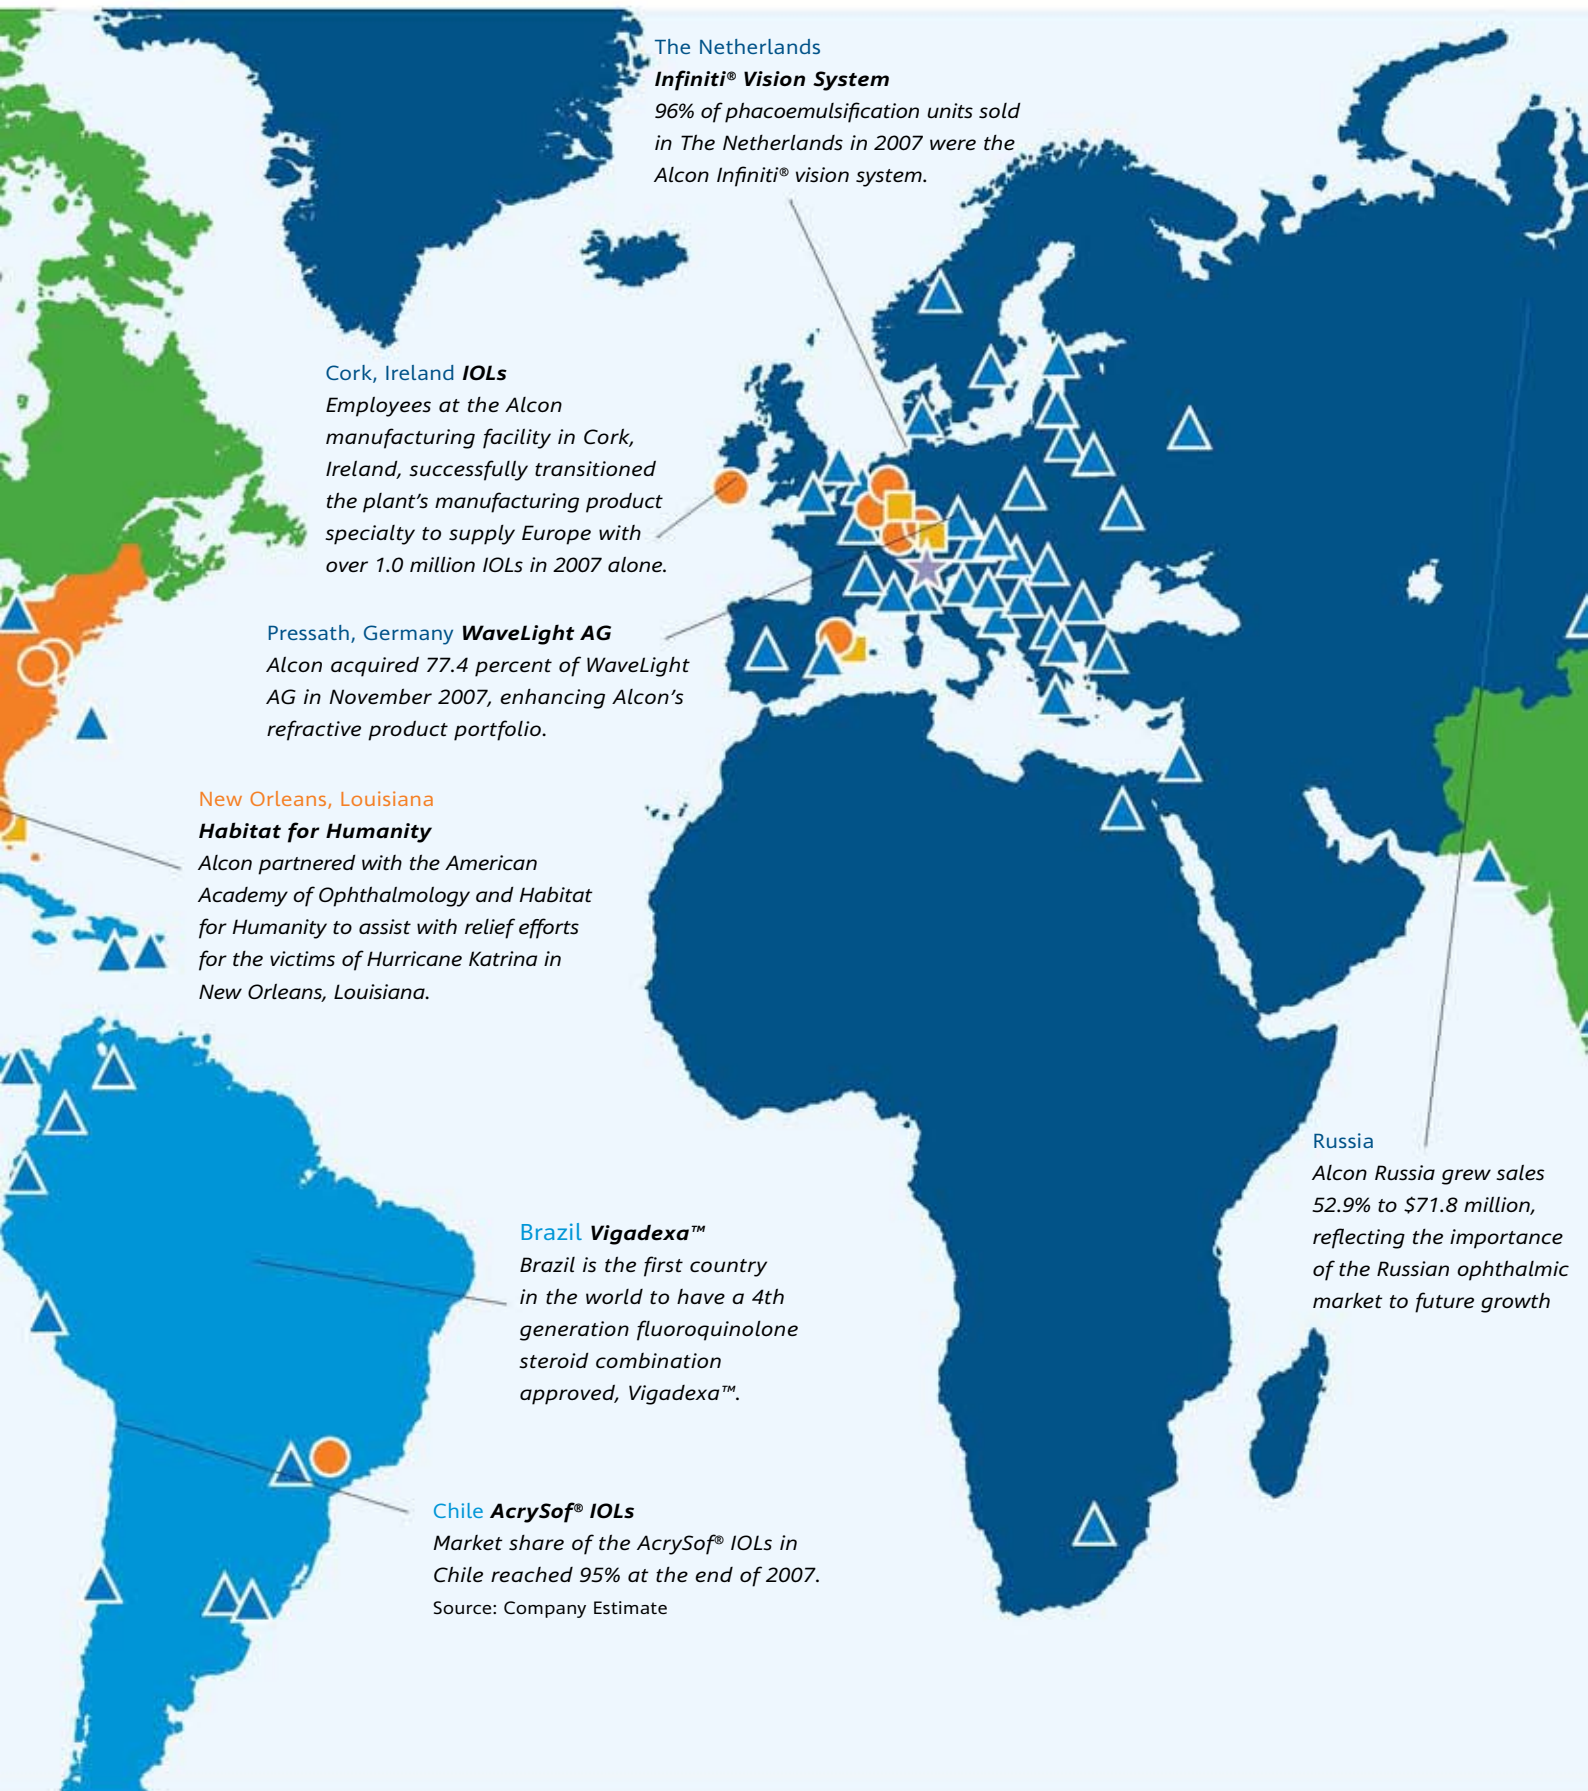 The Netherlands
Infiniti® Vision System
96% of phacoemulsification units sold
in The Netherlands in 2007 were the
Alcon Infiniti® vision system.
Cork, Ireland IOLs
Employees at the Alcon
manufacturing facility in Cork,
Ireland, successfully transitioned
the plant’s manufacturing product
specialty to supply Europe with
over 1.0 million IOLs in 2007 alone.
Pressath, Germany WaveLight AG
Alcon acquired 77.4 percent of WaveLight
AG in November 2007, enhancing Alcon’s
refractive product portfolio.
New Orleans, Louisiana
Habitat for Humanity
Alcon partnered with the American
Academy of Ophthalmology and Habitat
for Humanity to assist with relief efforts
for the victims of Hurricane Katrina in
New Orleans, Louisiana.
Russia
Alcon Russia grew sales
52.9% to $71.8 million,
reflecting the importance
of the Russian ophthalmic
market to future growth
Brazil Vigadexa™
Brazil is the first country
in the world to have a 4th
generation fluoroquinolone
steroid combination
approved, Vigadexa™.
Chile AcrySof® IOLs
Market share of the AcrySof® IOLs in
Chile reached 95% at the end of 2007.
Source: Company Estimate